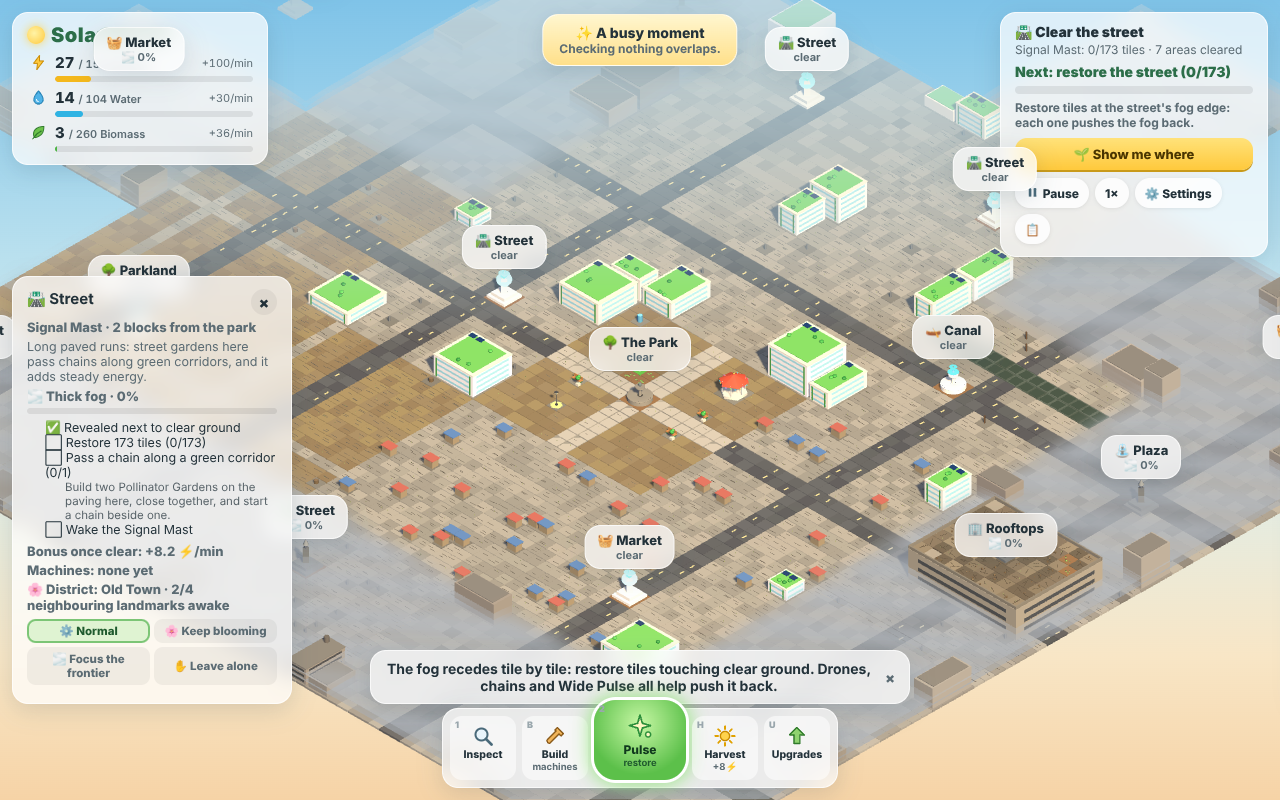 Sola
🧺 Market
🌫️ 0%
27 / 15
+100/min
14 / 104 Water
+30/min
3 / 260 Biomass
+36/min
✨ A busy moment
Checking nothing overlaps.
🛣️ Street
clear
🛣️ Clear the street
Signal Mast: 0/173 tiles · 7 areas cleared
Next: restore the street (0/173)
Restore tiles at the street's fog edge:
each one pushes the fog back.
🌱 Show me where
🛣️ Street
clear
⏸ Pause
1×
⚙️ Settings
📋
🛣️ Street
clear
🌳 Parkland
🛣️ Street
×
Signal Mast · 2 blocks from the park
Long paved runs: street gardens here
pass chains along green corridors, and it
adds steady energy.
🌫️ Thick fog · 0%
✅ Revealed next to clear ground
Restore 173 tiles (0/173)
Pass a chain along a green corridor
(0/1)
Build two Pollinator Gardens on the
paving here, close together, and start
a chain beside one.
Wake the Signal Mast
Bonus once clear: +8.2 ⚡/min
Machines: none yet
🌸 District: Old Town · 2/4
neighbouring landmarks awake
⚙️ Normal
🌸 Keep blooming
🌫️ Focus the
frontier
✋ Leave alone
🌳 The Park
clear
🛶 Canal
clear
⛲ Plaza
🌫️ 0%
Street
0%
🏢 Rooftops
🌫️ 0%
🧺 Market
clear
The fog recedes tile by tile: restore tiles touching clear ground. Drones,
chains and Wide Pulse all help push it back.
×
1
Inspect
B
Build
machines
Pulse
restore
H
Harvest
+8⚡
U
Upgrades